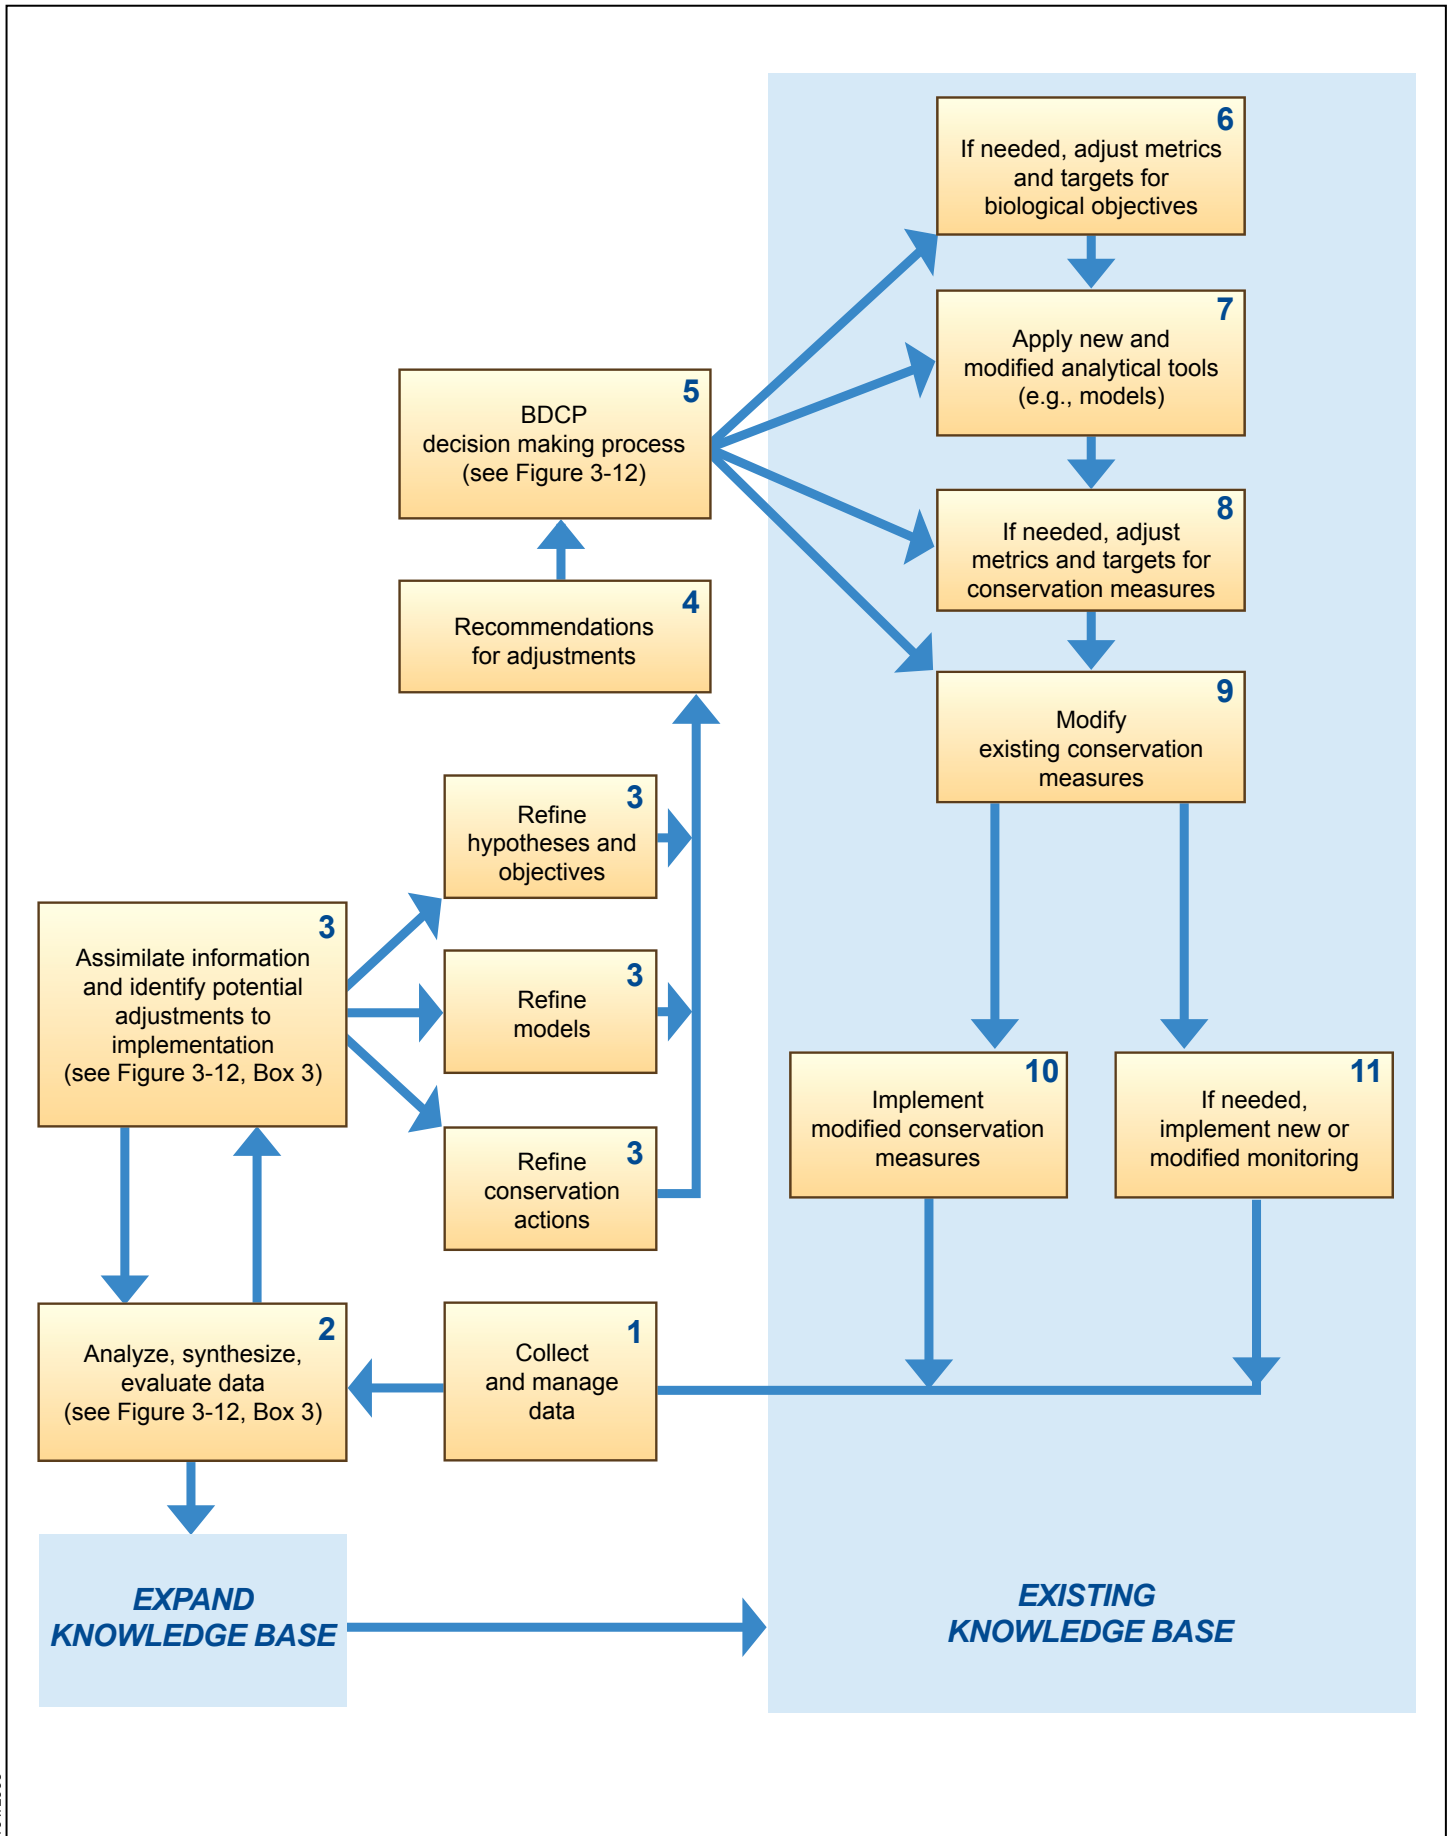 6
If needed, adjust metrics
and targets for
biological objectives
7
Apply new and
modified analytical tools
(e.g., models)
5
BDCP
decision making process
(see Figure 3-12)
8
If needed, adjust
metrics and targets for
conservation measures
4
Recommendations
for adjustments
9
Modify
existing conservation
measures
3
Refine
hypotheses and
objectives
3
Assimilate information
and identify potential
adjustments to
implementation
(see Figure 3-12, Box 3)
3
Refine
models
3
Refine
conservation
actions
10
Implement
modified conservation
measures
11
If needed,
implement new or
modified monitoring
2
Analyze, synthesize,
evaluate data
(see Figure 3-12, Box 3)
1
Collect
and manage
data
EXPAND
KNOWLEDGE BASE
EXISTING
KNOWLEDGE BASE